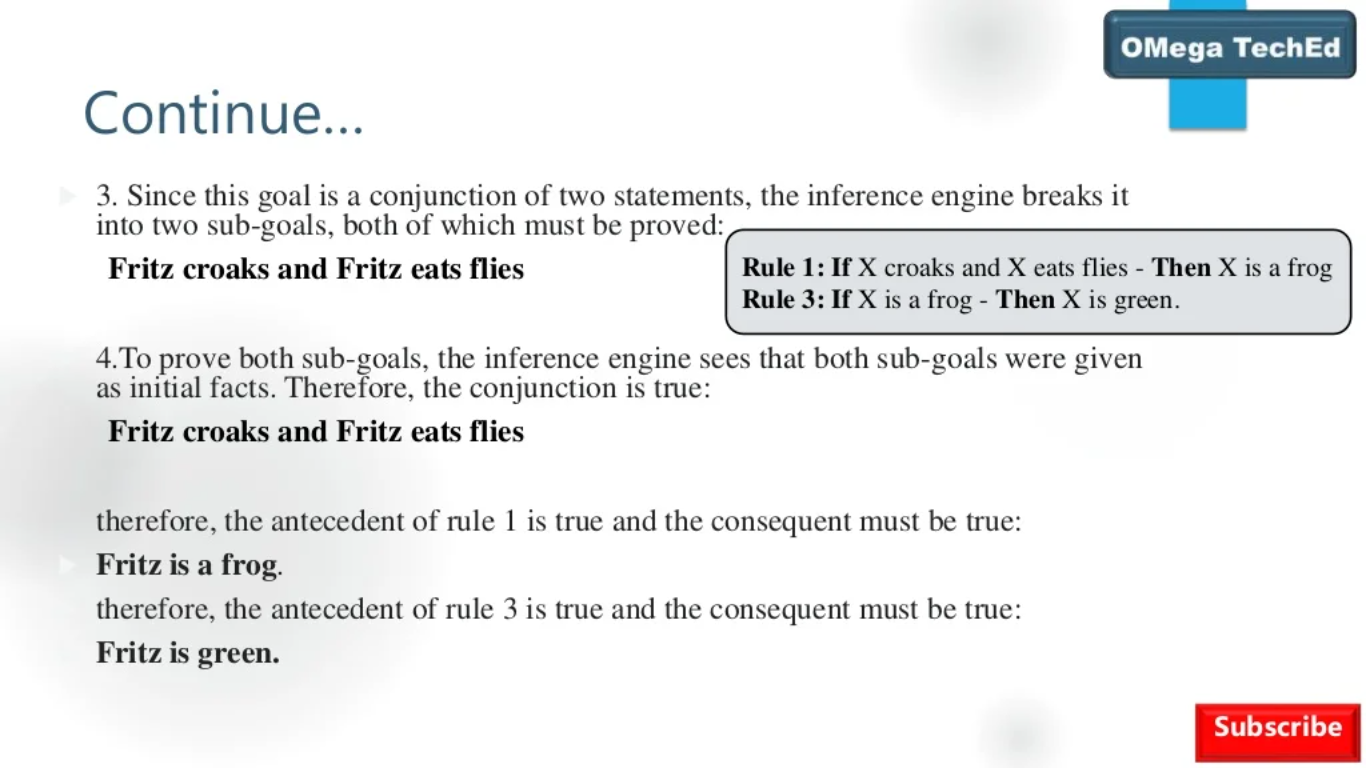 OMega TechEd
Continue...
3. Since this goal is a conjunction of two statements, the inference engine breaks it
into two sub-goals, both of which must be proved:
Fritz croaks and Fritz eats flies
Rule 1: If X croaks and X eats flies - Then X is a frog
Rule 3: If X is a frog - Then X is green.
4.To prove both sub-goals, the inference engine sees that both sub-goals were given
as initial facts. Therefore, the conjunction is true:
Fritz croaks and Fritz eats flies
therefore, the antecedent of rule 1 is true and the consequent must be true:
Fritz is a frog.
therefore, the antecedent of rule 3 is true and the consequent must be true:
Fritz is green.
Subscribe